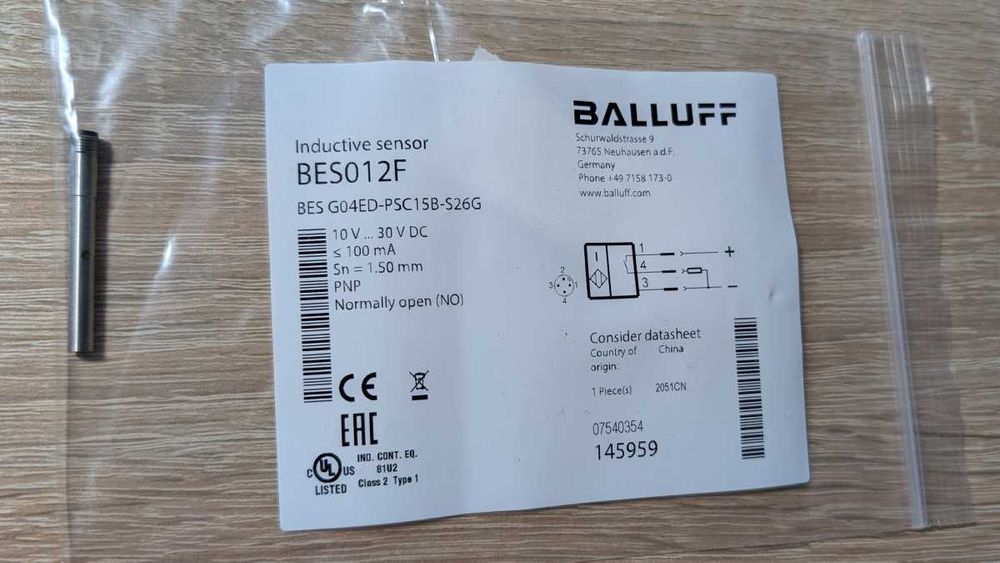 Inductive sensor
BES012F
BES G04ED-PSC15B-S26G
10 V ... 30 V DC
≤ 100 mA
Sn = 1.50 mm
PNP
Normally open (NO)
CE
EAC
C UL US
LISTED
IND. CONT. EQ.
81U2
Class 2 Type 1
BALLUFF
Schurwaldstrasse 9
73765 Neuhausen a.d.F.
Germany
Phone +49 7158 173-0
www.balluff.com
2
3 1
4
1 +
4
3 −
Consider datasheet
Country of China
origin:
1 Piece(s) 2051CN
07540354
145959